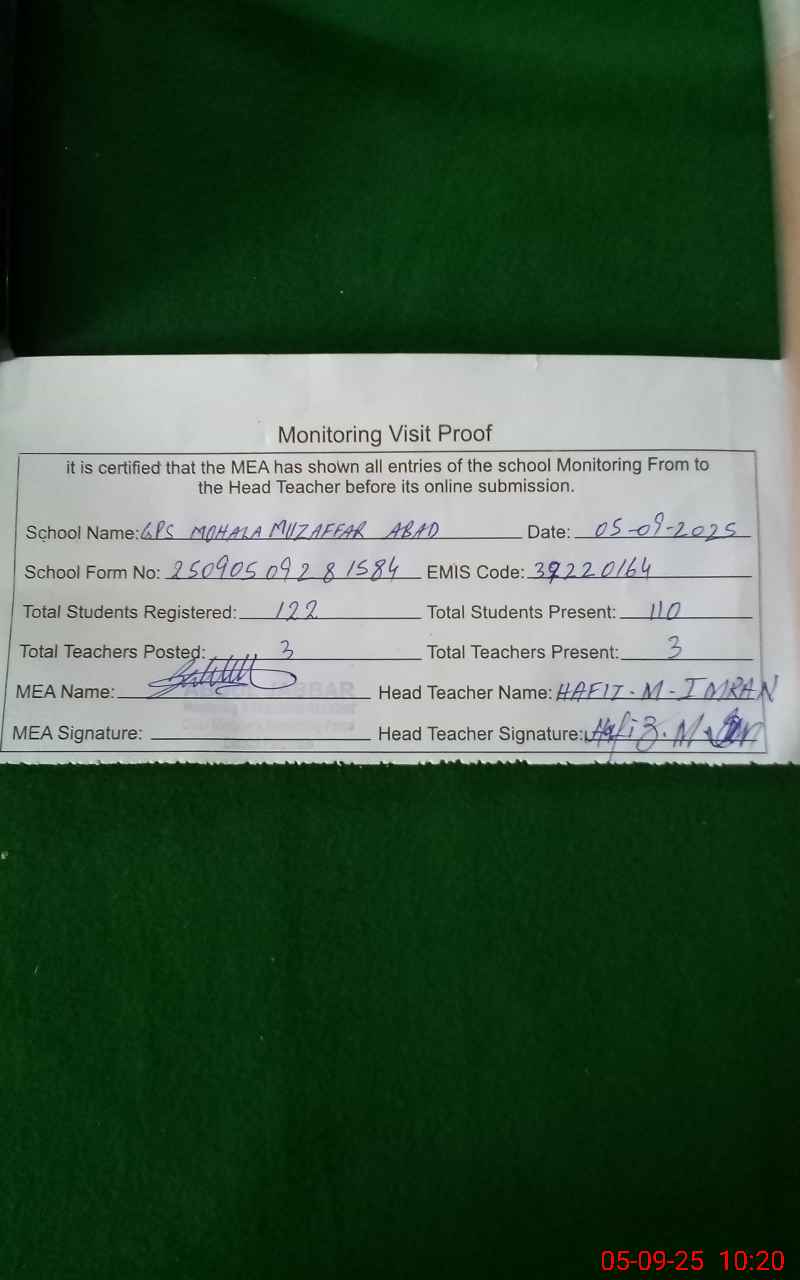 Monitoring Visit Proof
it is certified that the MEA has shown all entries of the school Monitoring From to
the Head Teacher before its online submission.
School Name: GPS MOHALA MUZAFFAR ABAD Date: 05-09-2025
School Form No: 25090509281584 EMIS Code: 39220164
Total Students Registered: 122 Total Students Present: 110
Total Teachers Posted: 3 Total Teachers Present: 3
MEA Name: Head Teacher Name: HAFIT-M-IMRAN
MEA Signature: Head Teacher Signature: Hafiz.M
05-09-25 10:20